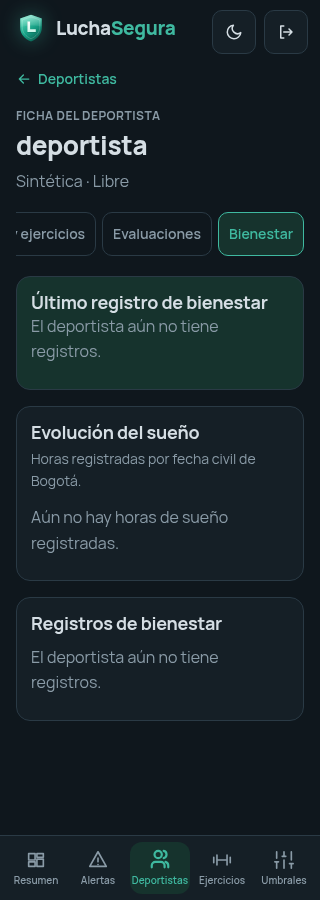 LuchaSegura
← Deportistas
FICHA DEL DEPORTISTA
deportista
Sintética · Libre
y ejercicios
Evaluaciones
Bienestar
Último registro de bienestar
El deportista aún no tiene
registros.
Evolución del sueño
Horas registradas por fecha civil de
Bogotá.
Aún no hay horas de sueño
registradas.
Registros de bienestar
El deportista aún no tiene
registros.
Resumen
Alertas
Deportistas
Ejercicios
Umbrales